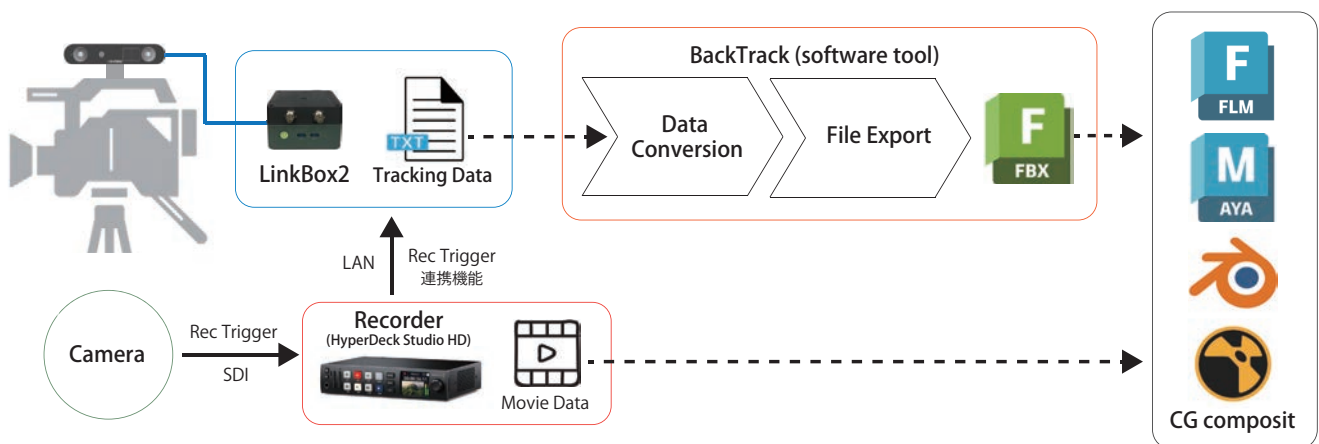 BackTrack (software tool)
LinkBox2
TXT
Tracking Data
Data
Conversion
File Export
F
FBX
F
FLM
M
AYA
LAN
Rec Trigger
連携機能
Camera
Rec Trigger
SDI
Recorder
(HyperDeck Studio HD)
Movie Data
CG composit